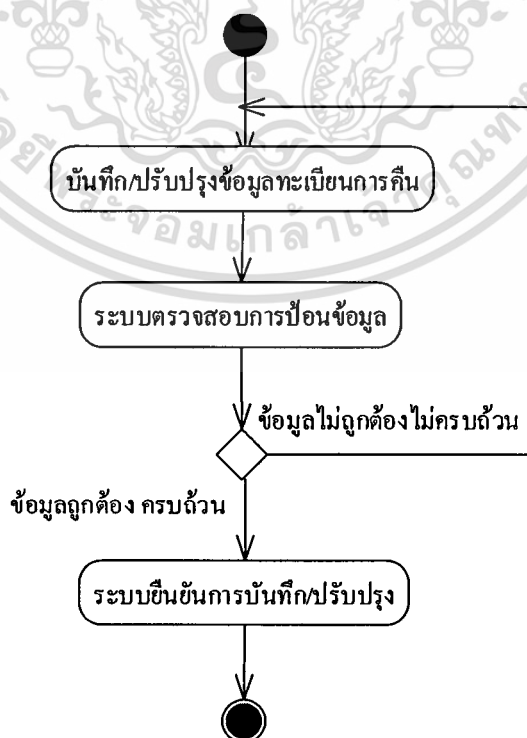 บันทึก/ปรับปรุงข้อมูลทะเบียนการคืน
ระบบตรวจสอบการป้อนข้อมูล
ข้อมูลไม่ถูกต้อง ไม่ครบถ้วน
ข้อมูลถูกต้อง ครบถ้วน
ระบบยืนยันการบันทึก/ปรับปรุง